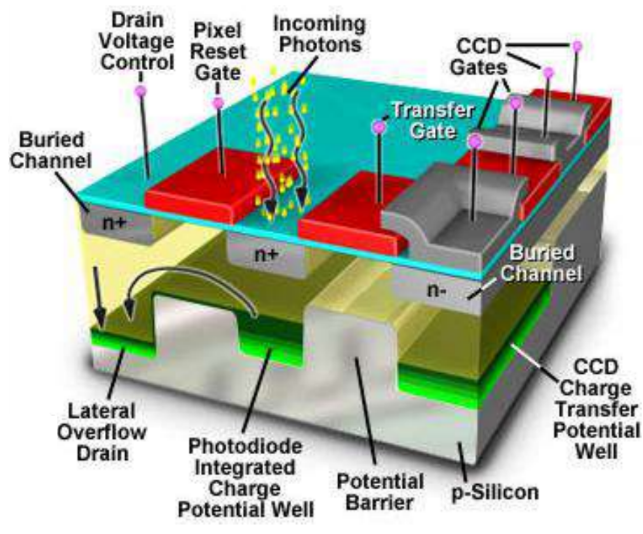 Drain
Voltage
Control
Pixel
Reset
Gate
Incoming
Photons
CCD
Gates
Transfer
Gate
Buried
Channel
n+
n+
n-
Buried
Channel
Lateral
Overflow
Drain
Photodiode
Integrated
Charge
Potential Well
Potential
Barrier
p-Silicon
CCD
Charge
Transfer
Potential
Well